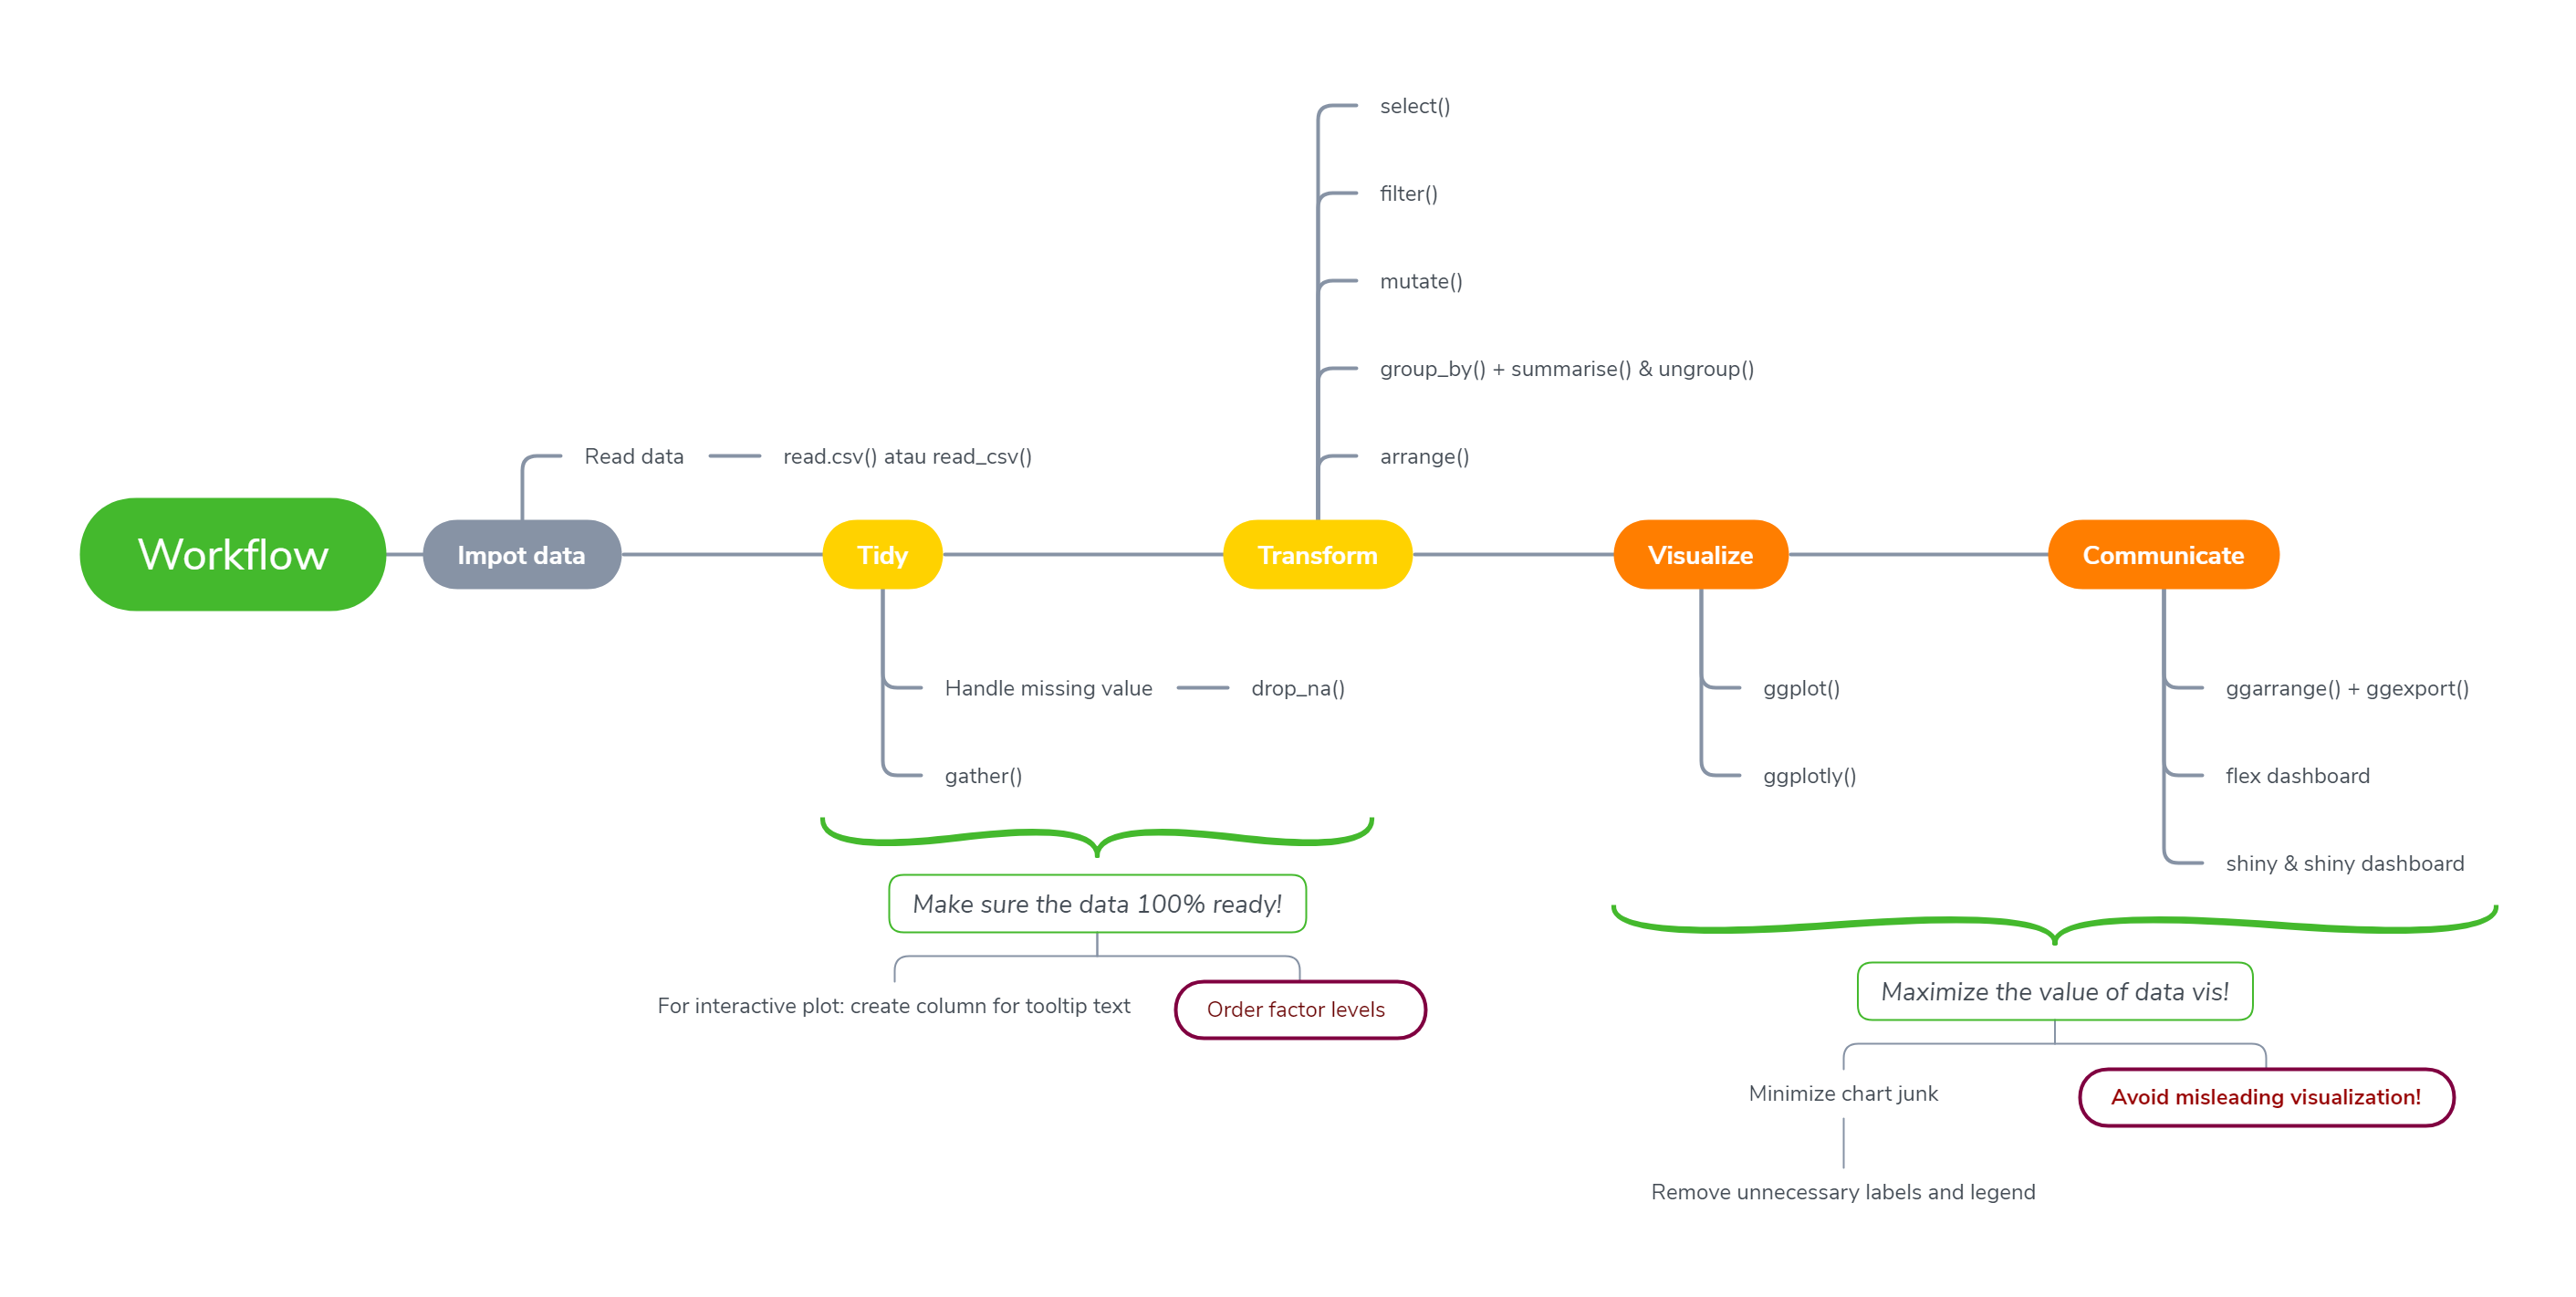 select()
filter()
mutate()
group_by() + summarise() & ungroup()
Read data
read.csv() atau read_csv()
arrange()
Workflow
Impot data
Tidy
Transform
Visualize
Communicate
Handle missing value
drop_na()
ggplot()
ggarrange() + ggexport()
gather()
ggplotly()
flex dashboard
shiny & shiny dashboard
Make sure the data 100% ready!
For interactive plot: create column for tooltip text
Order factor levels
Maximize the value of data vis!
Minimize chart junk
Avoid misleading visualization!
Remove unnecessary labels and legend